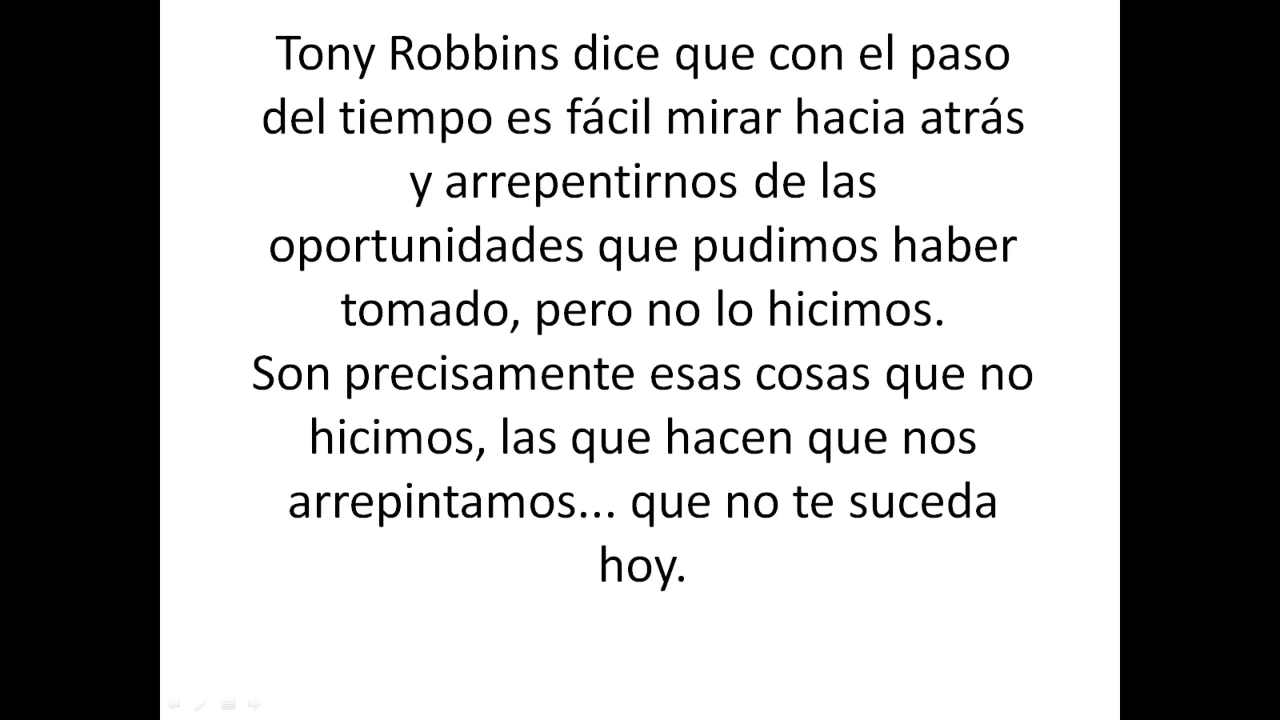 Tony Robbins dice que con el paso
del tiempo es fácil mirar hacia atrás
y arrepentirnos de las
oportunidades que pudimos haber
tomado, pero no lo hicimos.
Son precisamente esas cosas que no
hicimos, las que hacen que nos
arrepintamos... que no te suceda
hoy.